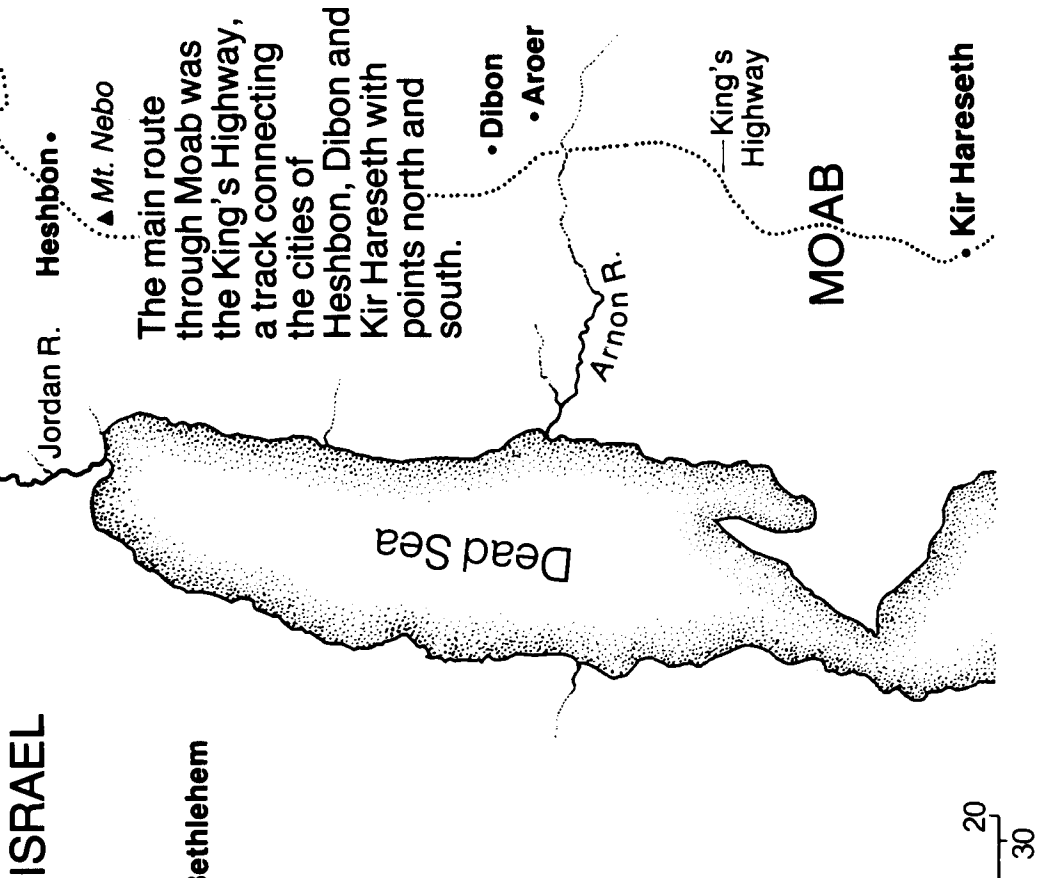 ISRAEL
Jordan R.
Heshbon
Mt. Nebo
The main route
through Moab was
the King's Highway,
a track connecting
the cities of
Heshbon, Dibon and
Kir Hareseth with
points north and
south.
Dibon
Aroer
Arnon R.
King's
Highway
MOAB
Kir Hareseth
Dead Sea
ethlehem
20
30